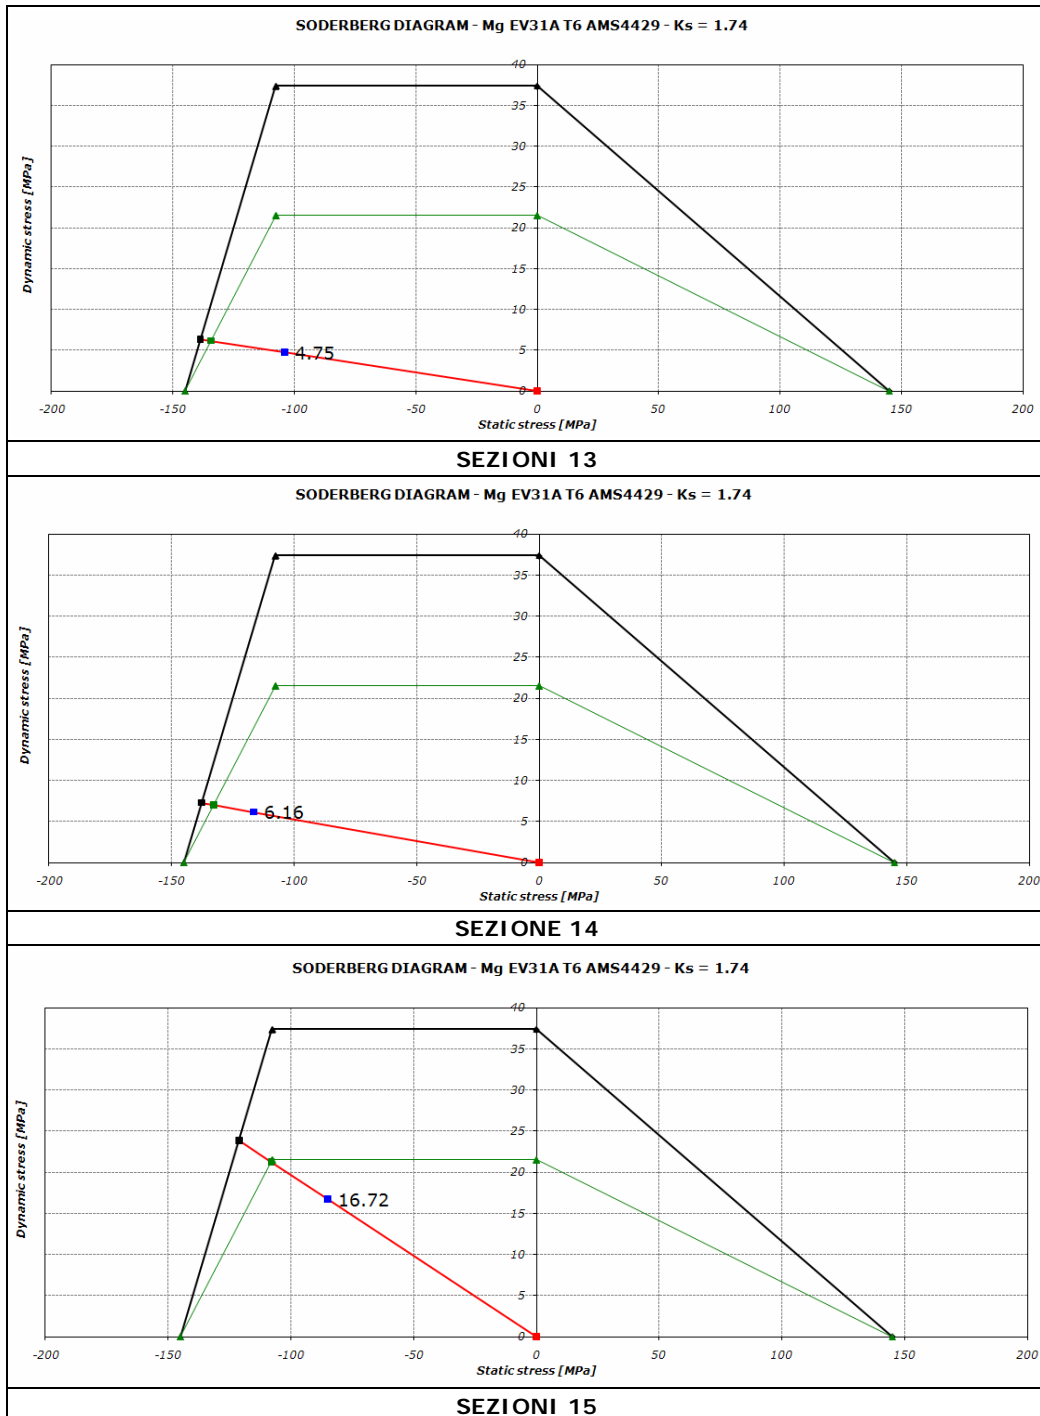 SODERBERG DIAGRAM - Mg EV31A T6 AMS4429 - Ks = 1.74
Dynamic stress [MPa]
40
35
30
25
20
15
10
5
0
4.75
-200 -150 -100 -50 0 50 100 150 200
Static stress [MPa]
SEZIONI 13
SODERBERG DIAGRAM - Mg EV31A T6 AMS4429 - Ks = 1.74
Dynamic stress [MPa]
40
35
30
25
20
15
10
5
0
6.16
-200 -150 -100 -50 0 50 100 150 200
Static stress [MPa]
SEZIONE 14
SODERBERG DIAGRAM - Mg EV31A T6 AMS4429 - Ks = 1.74
Dynamic stress [MPa]
40
35
30
25
20
15
10
5
0
16.72
-200 -150 -100 -50 0 50 100 150 200
Static stress [MPa]
SEZIONI 15